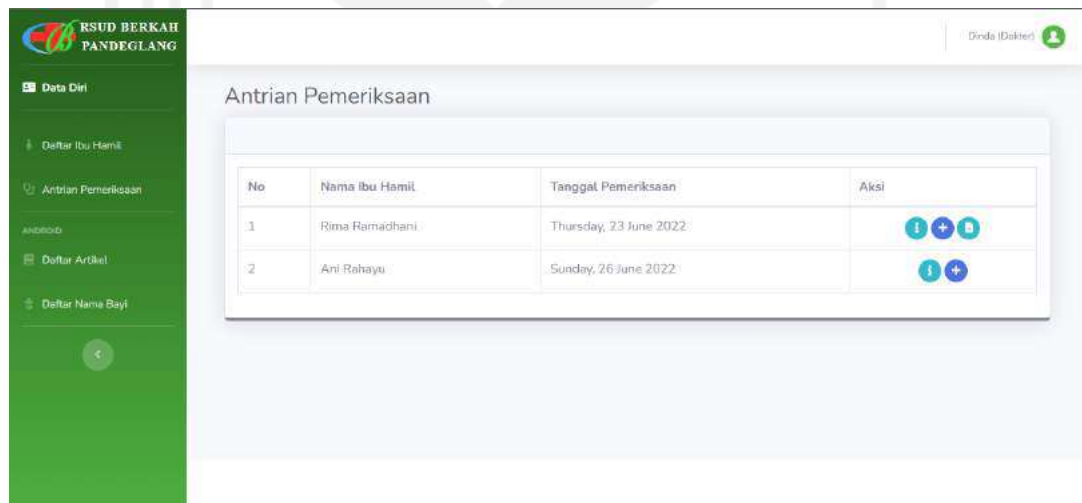 RSUD BERKAH
PANDEGLANG
Dinda (Dokter)
Data Diri
Antrian Pemeriksaan
Daftar Ibu Hamil
Antrian Pemeriksaan
ANDROID
Daftar Artikel
Daftar Nama Bayi
No Nama Ibu Hamil Tanggal Pemeriksaan Aksi
1 Rima Ramadhani Thursday, 23 June 2022
2 Ani Rahayu Sunday, 26 June 2022